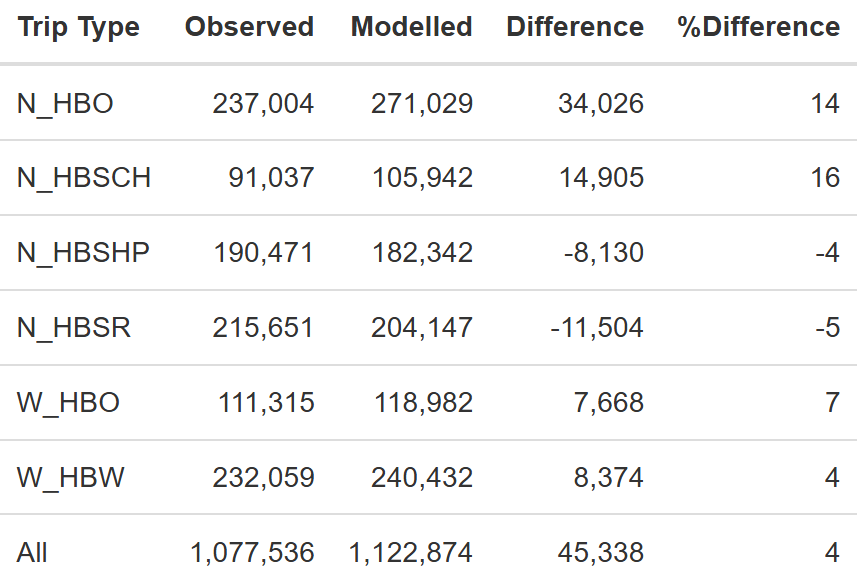 Trip Type Observed Modelled Difference %Difference
N_HBO 237,004 271,029 34,026 14
N_HBSCH 91,037 105,942 14,905 16
N_HBSHP 190,471 182,342 -8,130 -4
N_HBSR 215,651 204,147 -11,504 -5
W_HBO 111,315 118,982 7,668 7
W_HBW 232,059 240,432 8,374 4
All 1,077,536 1,122,874 45,338 4